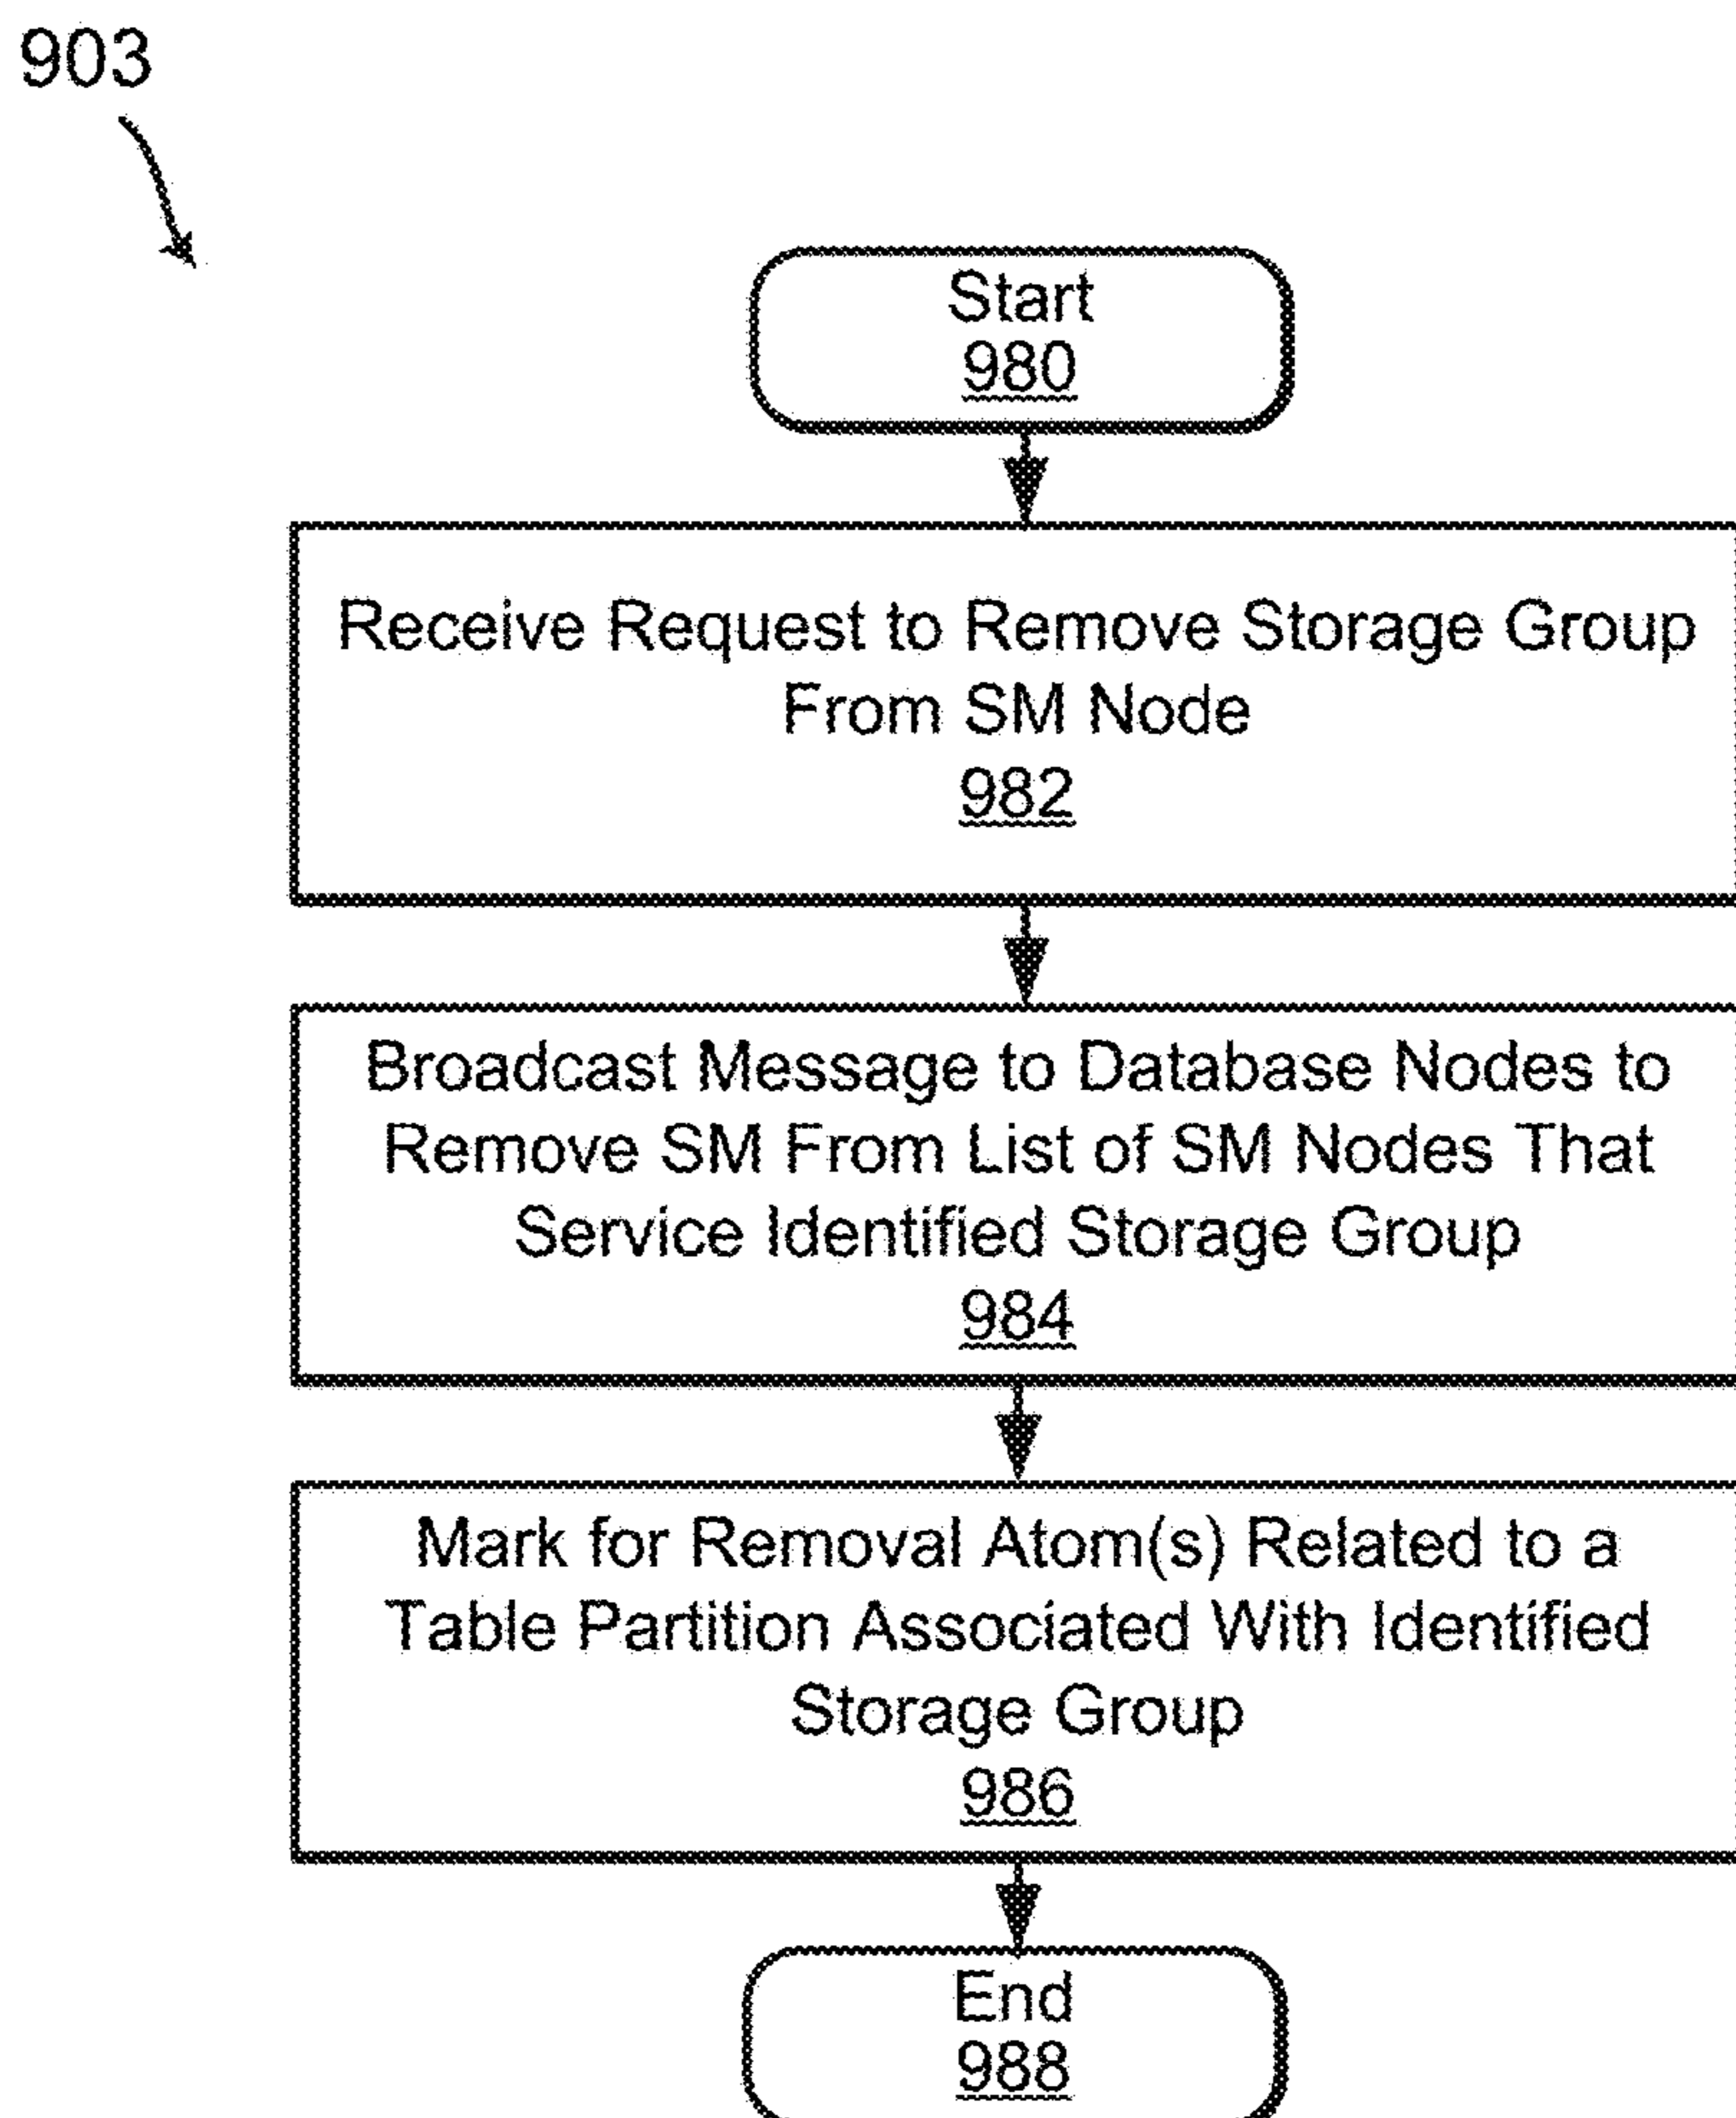 903
Start
980
Receive Request to Remove Storage Group
From SM Node
982
Broadcast Message to Database Nodes to
Remove SM From List of SM Nodes That
Service Identified Storage Group
984
Mark for Removal Atom(s) Related to a
Table Partition Associated With Identified
Storage Group
986
End
988